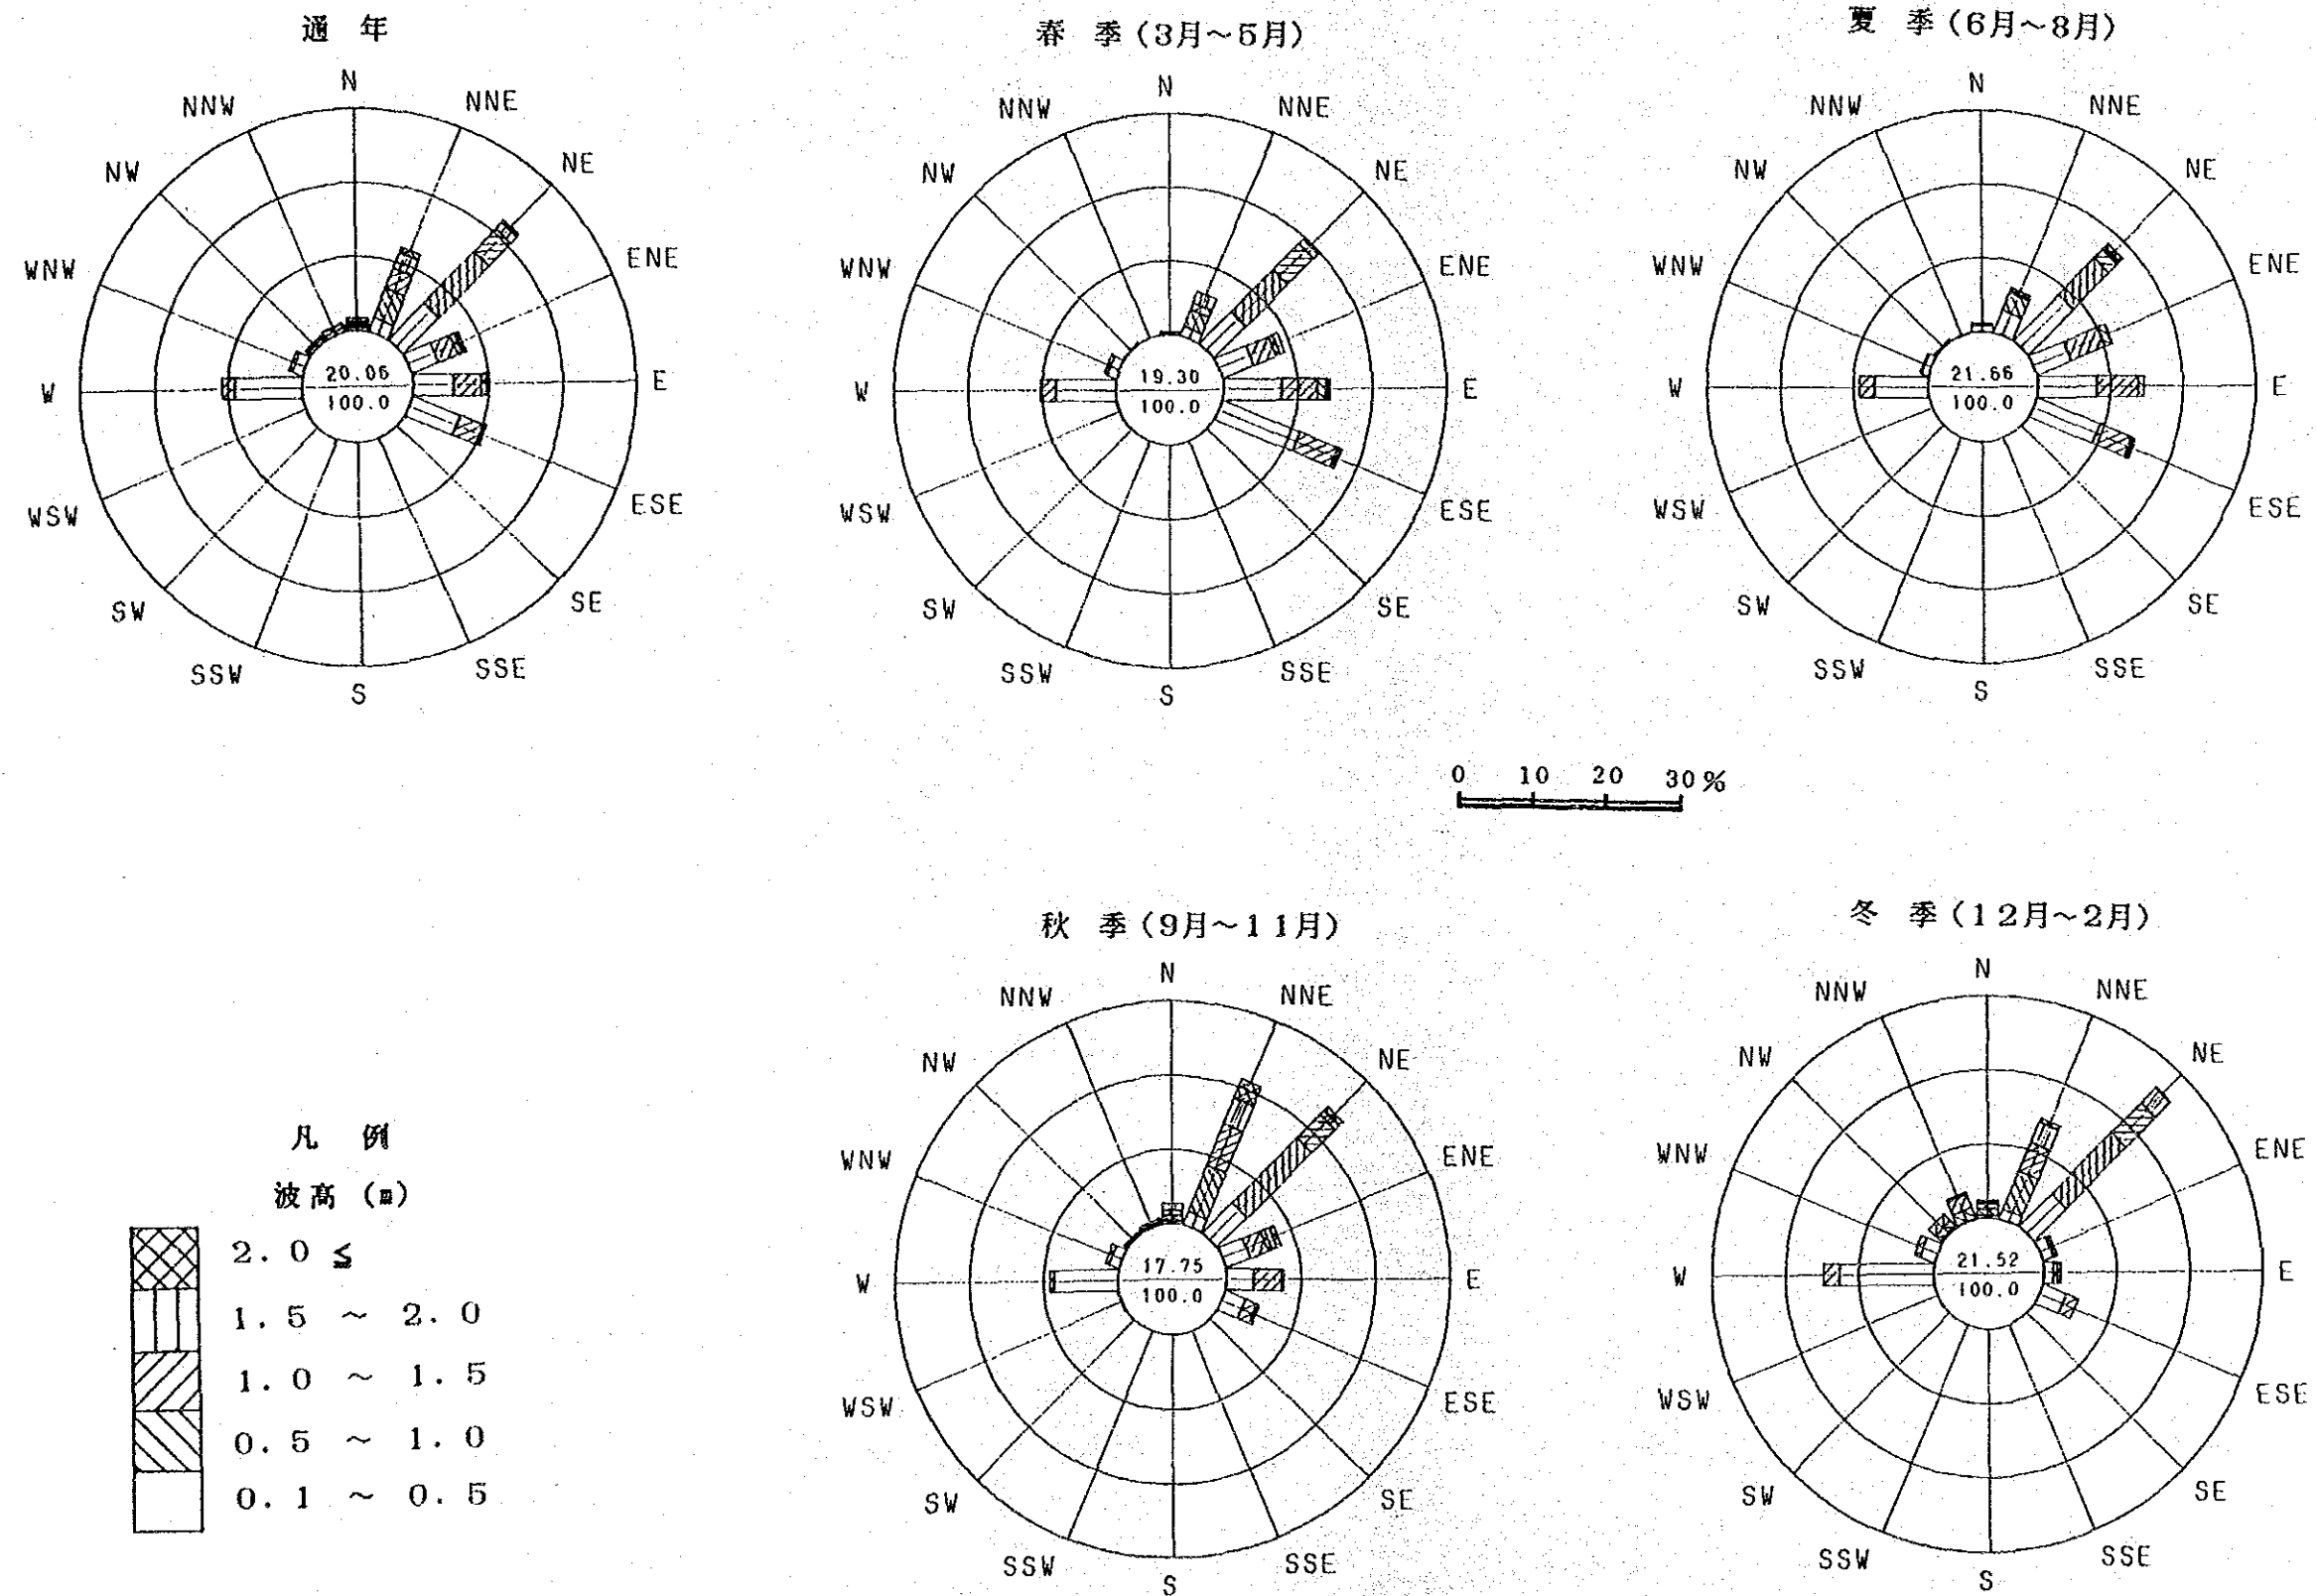 通 年
N
NNW
NNE
NW
NE
WNW
ENE
W
20.06
100.0
E
WSW
ESE
SW
SE
SSW
SSE
S
春 季 (3月～5月)
N
NNW
NNE
NW
NE
WNW
ENE
W
19.30
100.0
E
WSW
ESE
SW
SE
SSW
SSE
S
夏 季 (6月～8月)
N
NNW
NNE
NW
NE
WNW
ENE
W
21.66
100.0
E
WSW
ESE
SW
SE
SSW
SSE
S
0 10 20 30%
秋 季 (9月～11月)
N
NNW
NNE
NW
NE
WNW
ENE
W
17.75
100.0
E
WSW
ESE
SW
SE
SSW
SSE
S
冬 季 (12月～2月)
N
NNW
NNE
NW
NE
WNW
ENE
W
21.52
100.0
E
WSW
ESE
SW
SE
SSW
SSE
S
凡 例
波高 (m)
2.0 ≦
1.5 ～ 2.0
1.0 ～ 1.5
0.5 ～ 1.0
0.1 ～ 0.5